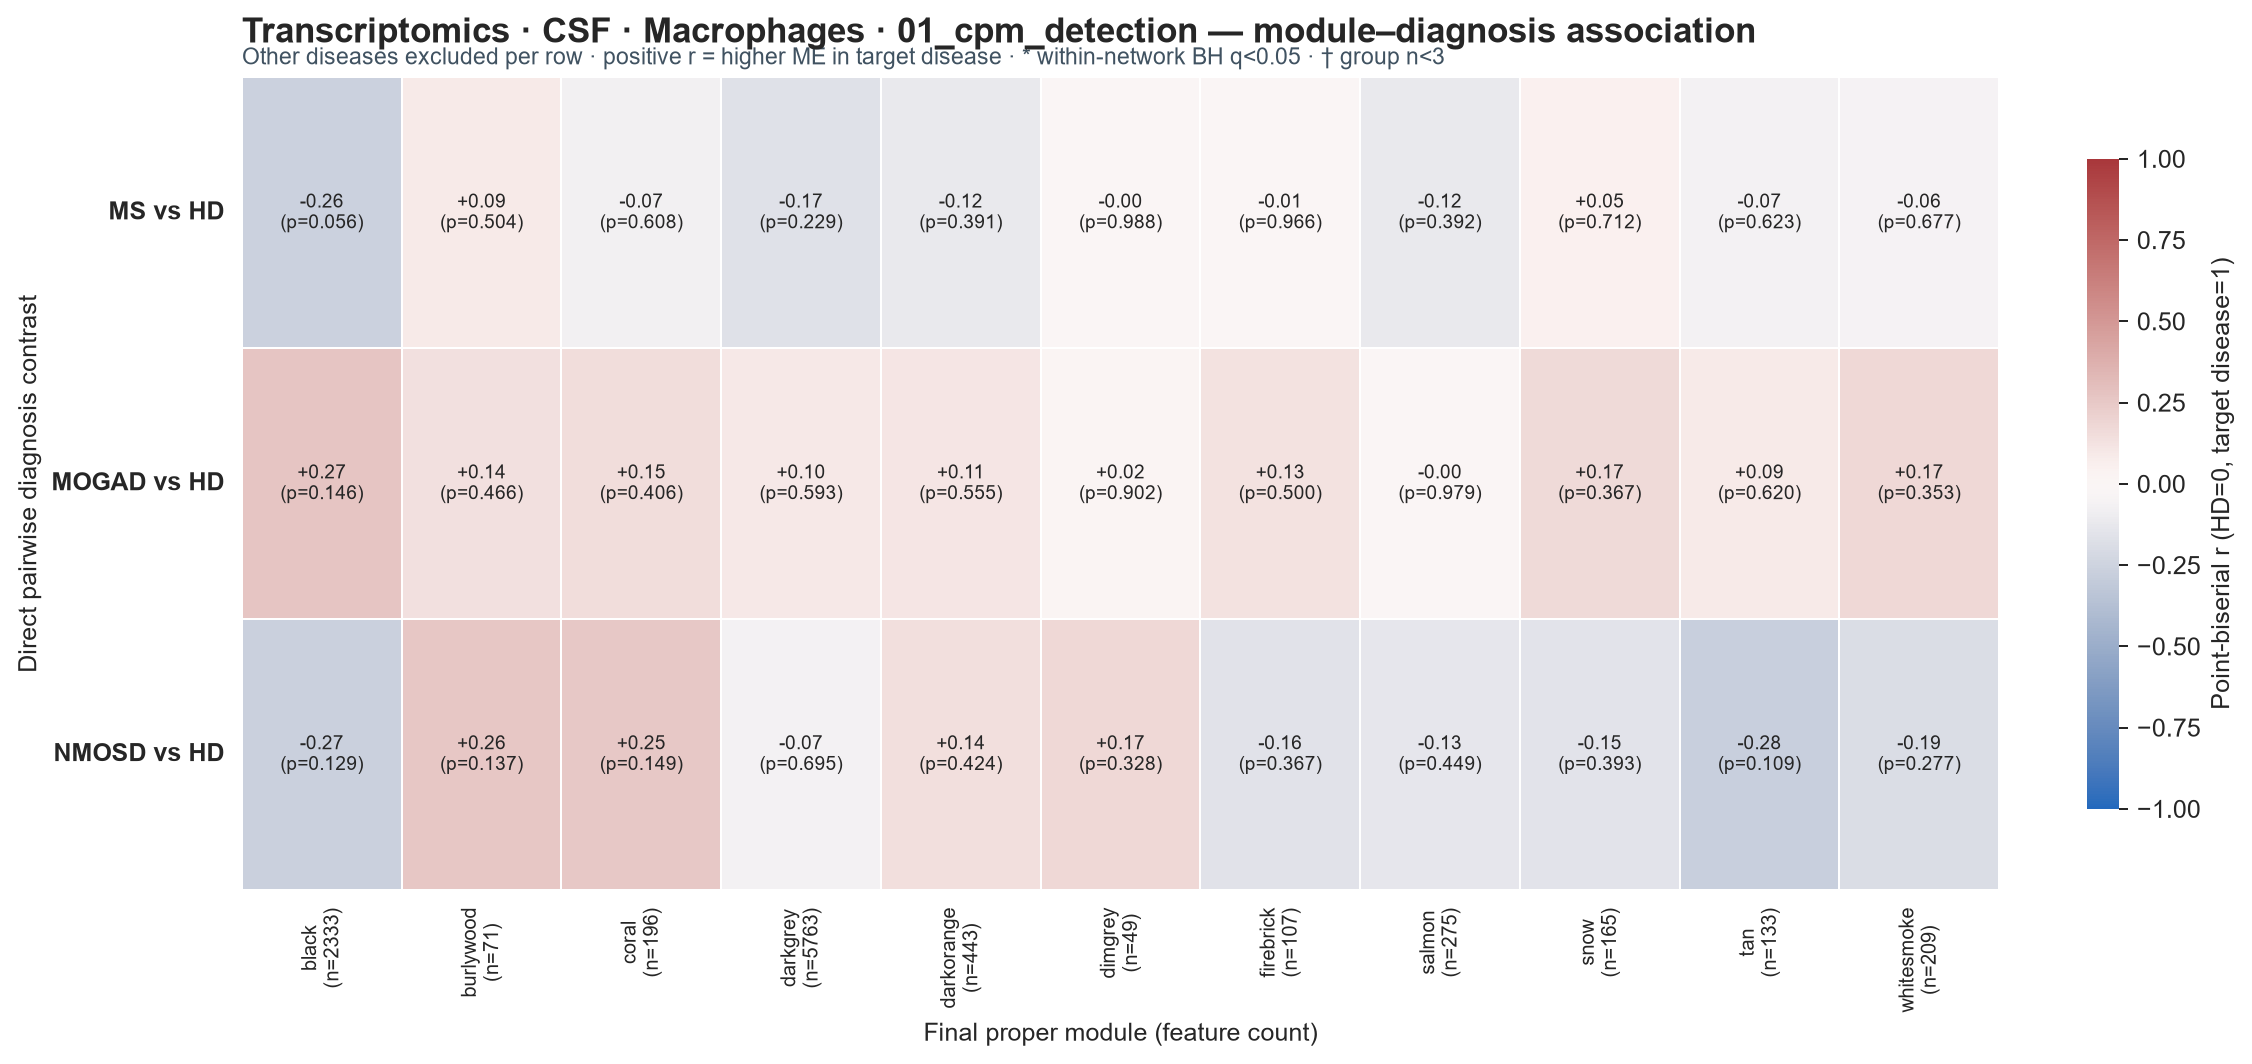 Transcriptomics · CSF · Macrophages · 01_cpm_detection — module–diagnosis association
Other diseases excluded per row · positive r = higher ME in target disease · * within-network BH q<0.05 · † group n<3
Direct pairwise diagnosis contrast
MS vs HD
-0.26
(p=0.056)
+0.09
(p=0.504)
-0.07
(p=0.608)
-0.17
(p=0.229)
-0.12
(p=0.391)
-0.00
(p=0.988)
-0.01
(p=0.966)
-0.12
(p=0.392)
+0.05
(p=0.712)
-0.07
(p=0.623)
-0.06
(p=0.677)
MOGAD vs HD
+0.27
(p=0.146)
+0.14
(p=0.466)
+0.15
(p=0.406)
+0.10
(p=0.593)
+0.11
(p=0.555)
+0.02
(p=0.902)
+0.13
(p=0.500)
-0.00
(p=0.979)
+0.17
(p=0.367)
+0.09
(p=0.620)
+0.17
(p=0.353)
NMOSD vs HD
-0.27
(p=0.129)
+0.26
(p=0.137)
+0.25
(p=0.149)
-0.07
(p=0.695)
+0.14
(p=0.424)
+0.17
(p=0.328)
-0.16
(p=0.367)
-0.13
(p=0.449)
-0.15
(p=0.393)
-0.28
(p=0.109)
-0.19
(p=0.277)
black
(n=2333)
burlywood
(n=71)
coral
(n=196)
darkgrey
(n=5763)
darkorange
(n=443)
dimgrey
(n=49)
firebrick
(n=107)
salmon
(n=275)
snow
(n=165)
tan
(n=133)
whitesmoke
(n=209)
Final proper module (feature count)
1.00
0.75
0.50
0.25
0.00
−0.25
−0.50
−0.75
−1.00
Point-biserial r (HD=0, target disease=1)